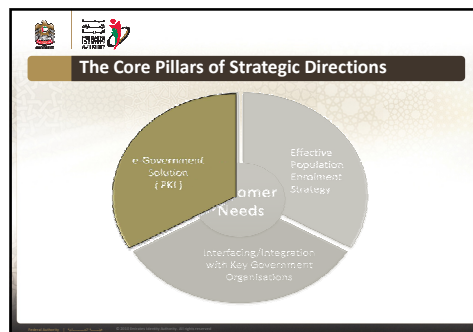 The Core Pillars of Strategic Directions
e-Government
Solution
( PKI )
Effective
Population
Enrolment
Strategy
omer
Needs
Interfacing/Integration
with Key Government
Organisations